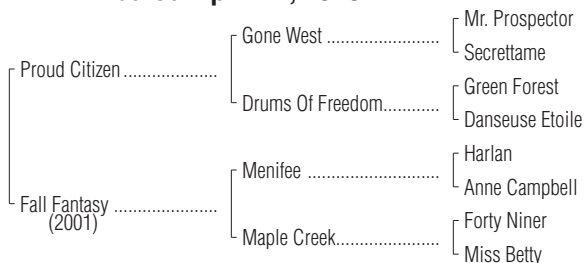 Mr. Prospector
Gone West
Secrettame
Proud Citizen
Green Forest
Drums Of Freedom
Danseuse Etoile
Harlan
Menifee
Anne Campbell
Fall Fantasy
(2001)
Forty Niner
Maple Creek
Miss Betty